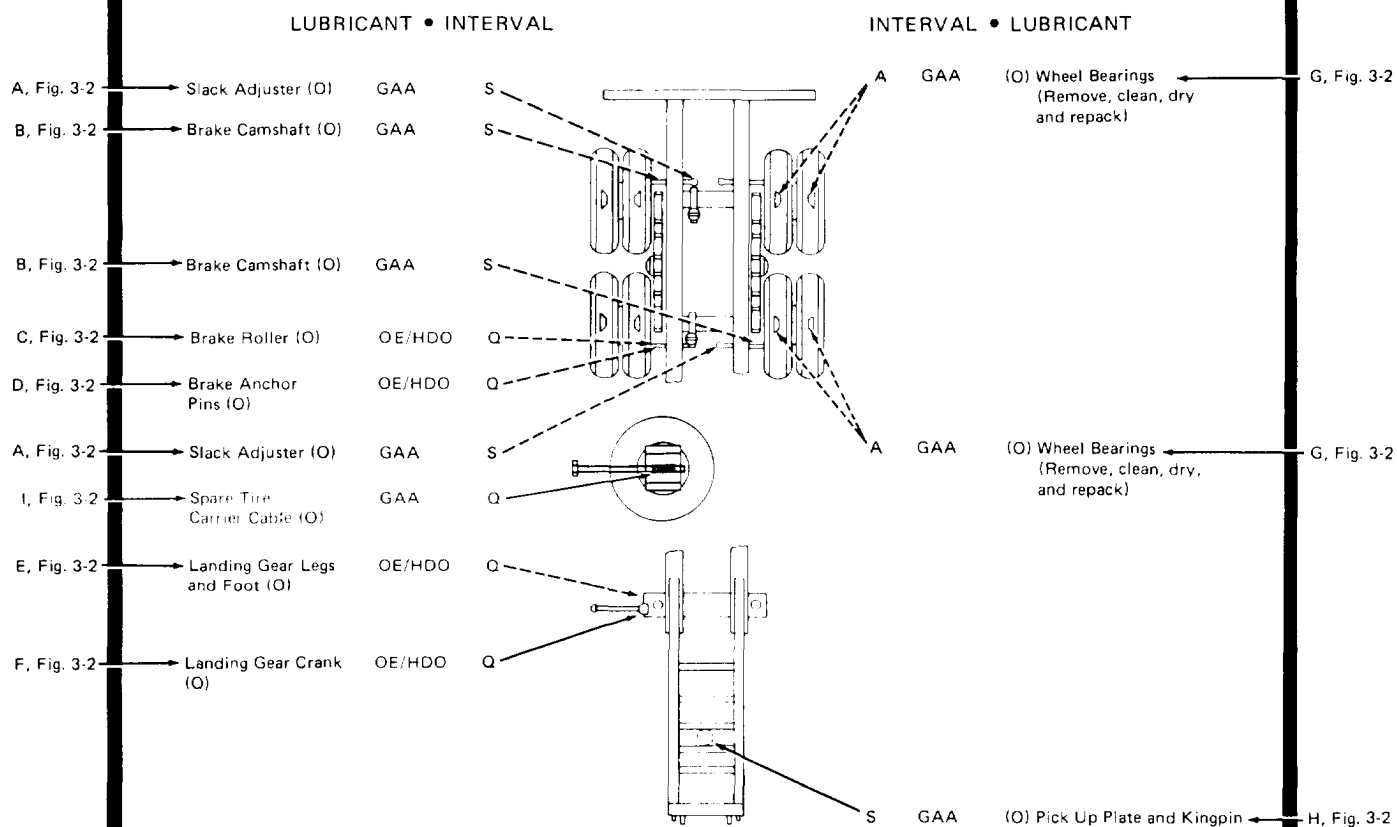 LUBRICANT • INTERVAL
INTERVAL • LUBRICANT
A, Fig. 3-2 Slack Adjuster (O) GAA S
A GAA (O) Wheel Bearings G, Fig. 3-2
(Remove, clean, dry
and repack)
B, Fig. 3-2 Brake Camshaft (O) GAA S
B, Fig. 3-2 Brake Camshaft (O) GAA S
C, Fig. 3-2 Brake Roller (O) OE/HDO Q
D, Fig. 3-2 Brake Anchor OE/HDO Q
Pins (O)
A, Fig. 3-2 Slack Adjuster (O) GAA S
A GAA (O) Wheel Bearings G, Fig. 3-2
(Remove, clean, dry,
and repack)
I, Fig. 3-2 Spare Tire GAA Q
Carrier Cable (O)
E, Fig. 3-2 Landing Gear Legs OE/HDO Q
and Foot (O)
F, Fig. 3-2 Landing Gear Crank OE/HDO Q
(O)
S GAA (O) Pick Up Plate and Kingpin H, Fig. 3-2